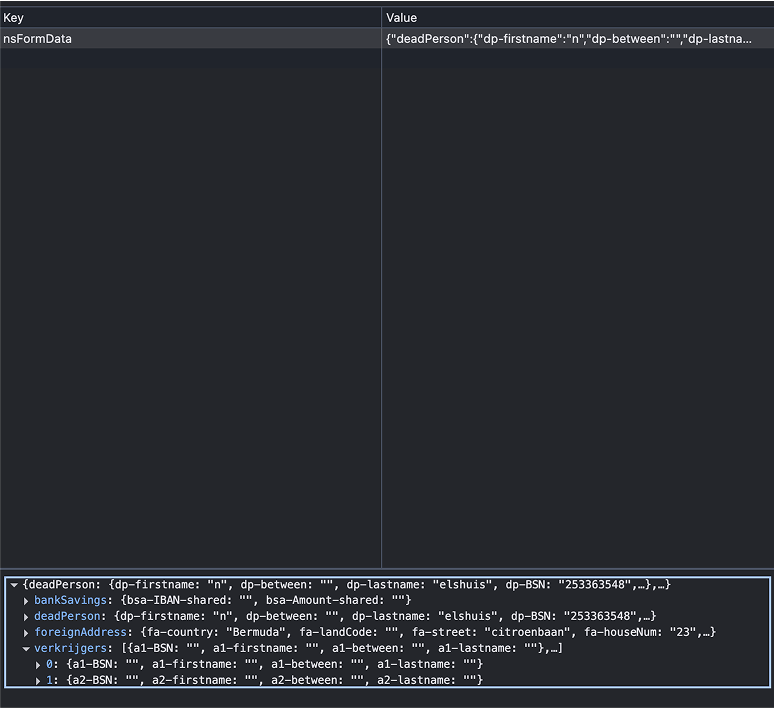 Key Value
nsFormData {"deadPerson":{"dp-firstname":"n","dp-between":"","dp-lastna…
{deadPerson: {dp-firstname: "n", dp-between: "", dp-lastname: "elshuis", dp-BSN: "253363548",…},…}
bankSavings: {bsa-IBAN-shared: "", bsa-Amount-shared: ""}
deadPerson: {dp-firstname: "n", dp-between: "", dp-lastname: "elshuis", dp-BSN: "253363548",…}
foreignAddress: {fa-country: "Bermuda", fa-landCode: "", fa-street: "citroenbaan", fa-houseNum: "23",…}
verkrijgers: [{a1-BSN: "", a1-firstname: "", a1-between: "", a1-lastname: ""},…]
0: {a1-BSN: "", a1-firstname: "", a1-between: "", a1-lastname: ""}
1: {a2-BSN: "", a2-firstname: "", a2-between: "", a2-lastname: ""}